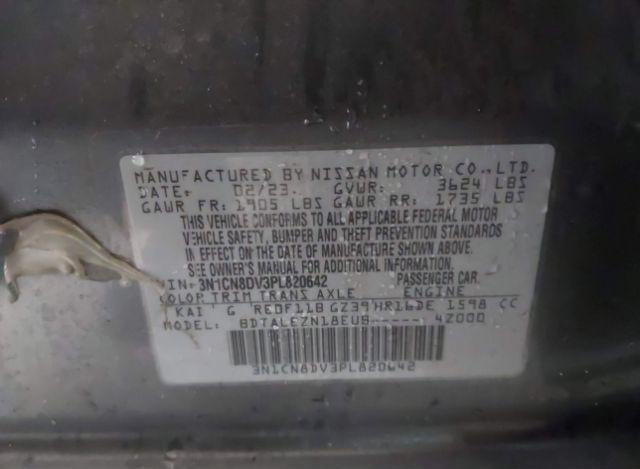 MANUFACTURED BY NISSAN MOTOR CO.,LTD.
DATE: 02/23. GVWR: 3624 LBS
GAWR FR: 1905 LBS GAWR RR: 1735 LBS
THIS VEHICLE CONFORMS TO ALL APPLICABLE FEDERAL MOTOR
VEHICLE SAFETY, BUMPER AND THEFT PREVENTION STANDARDS
IN EFFECT ON THE DATE OF MANUFACTURE SHOWN ABOVE.
SEE OWNER'S MANUAL FOR ADDITIONAL INFORMATION.
VIN: 3N1CN8DV3PL820642 PASSENGER CAR.
COLOR TRIM TRANS AXLE ENGINE
KAI G RE0F11B GZ39 HR16DE 1598 CC
MODEL: BDTALEZN18EUB----- 42000
3N1CN8DV3PL820642